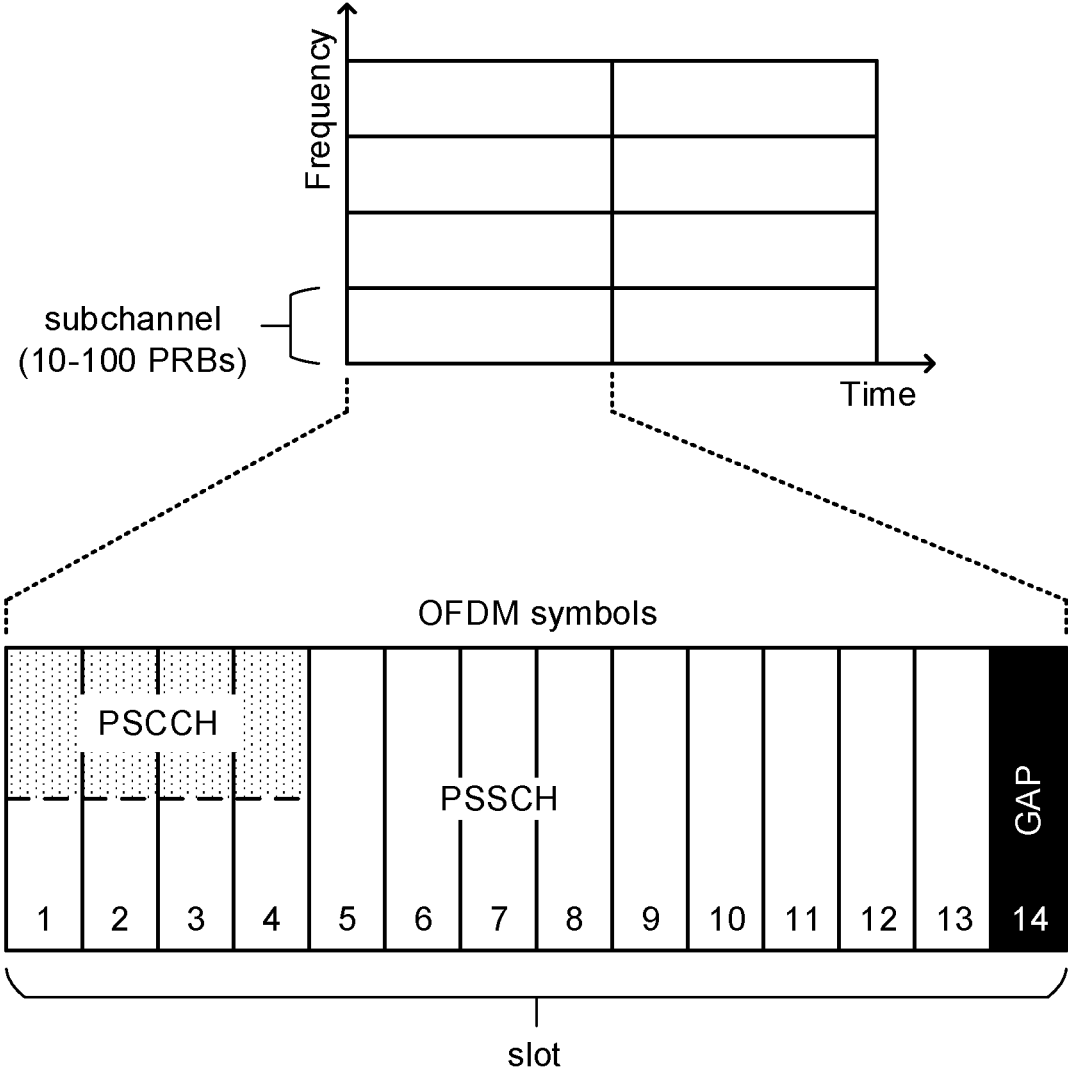 Frequency
subchannel
(10-100 PRBs)
Time
OFDM symbols
PSCCH
PSSCH
GAP
1 2 3 4 5 6 7 8 9 10 11 12 13 14
slot